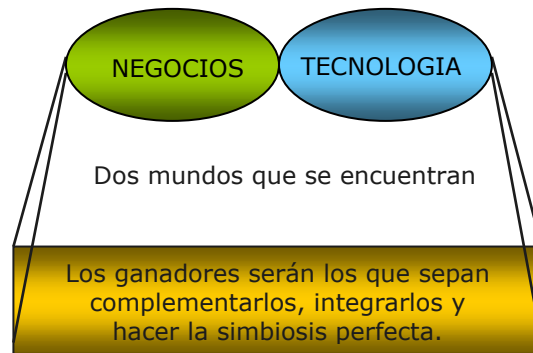 NEGOCIOS
TECNOLOGIA
Dos mundos que se encuentran
Los ganadores serán los que sepan
complementarlos, integrarlos y
hacer la simbiosis perfecta.